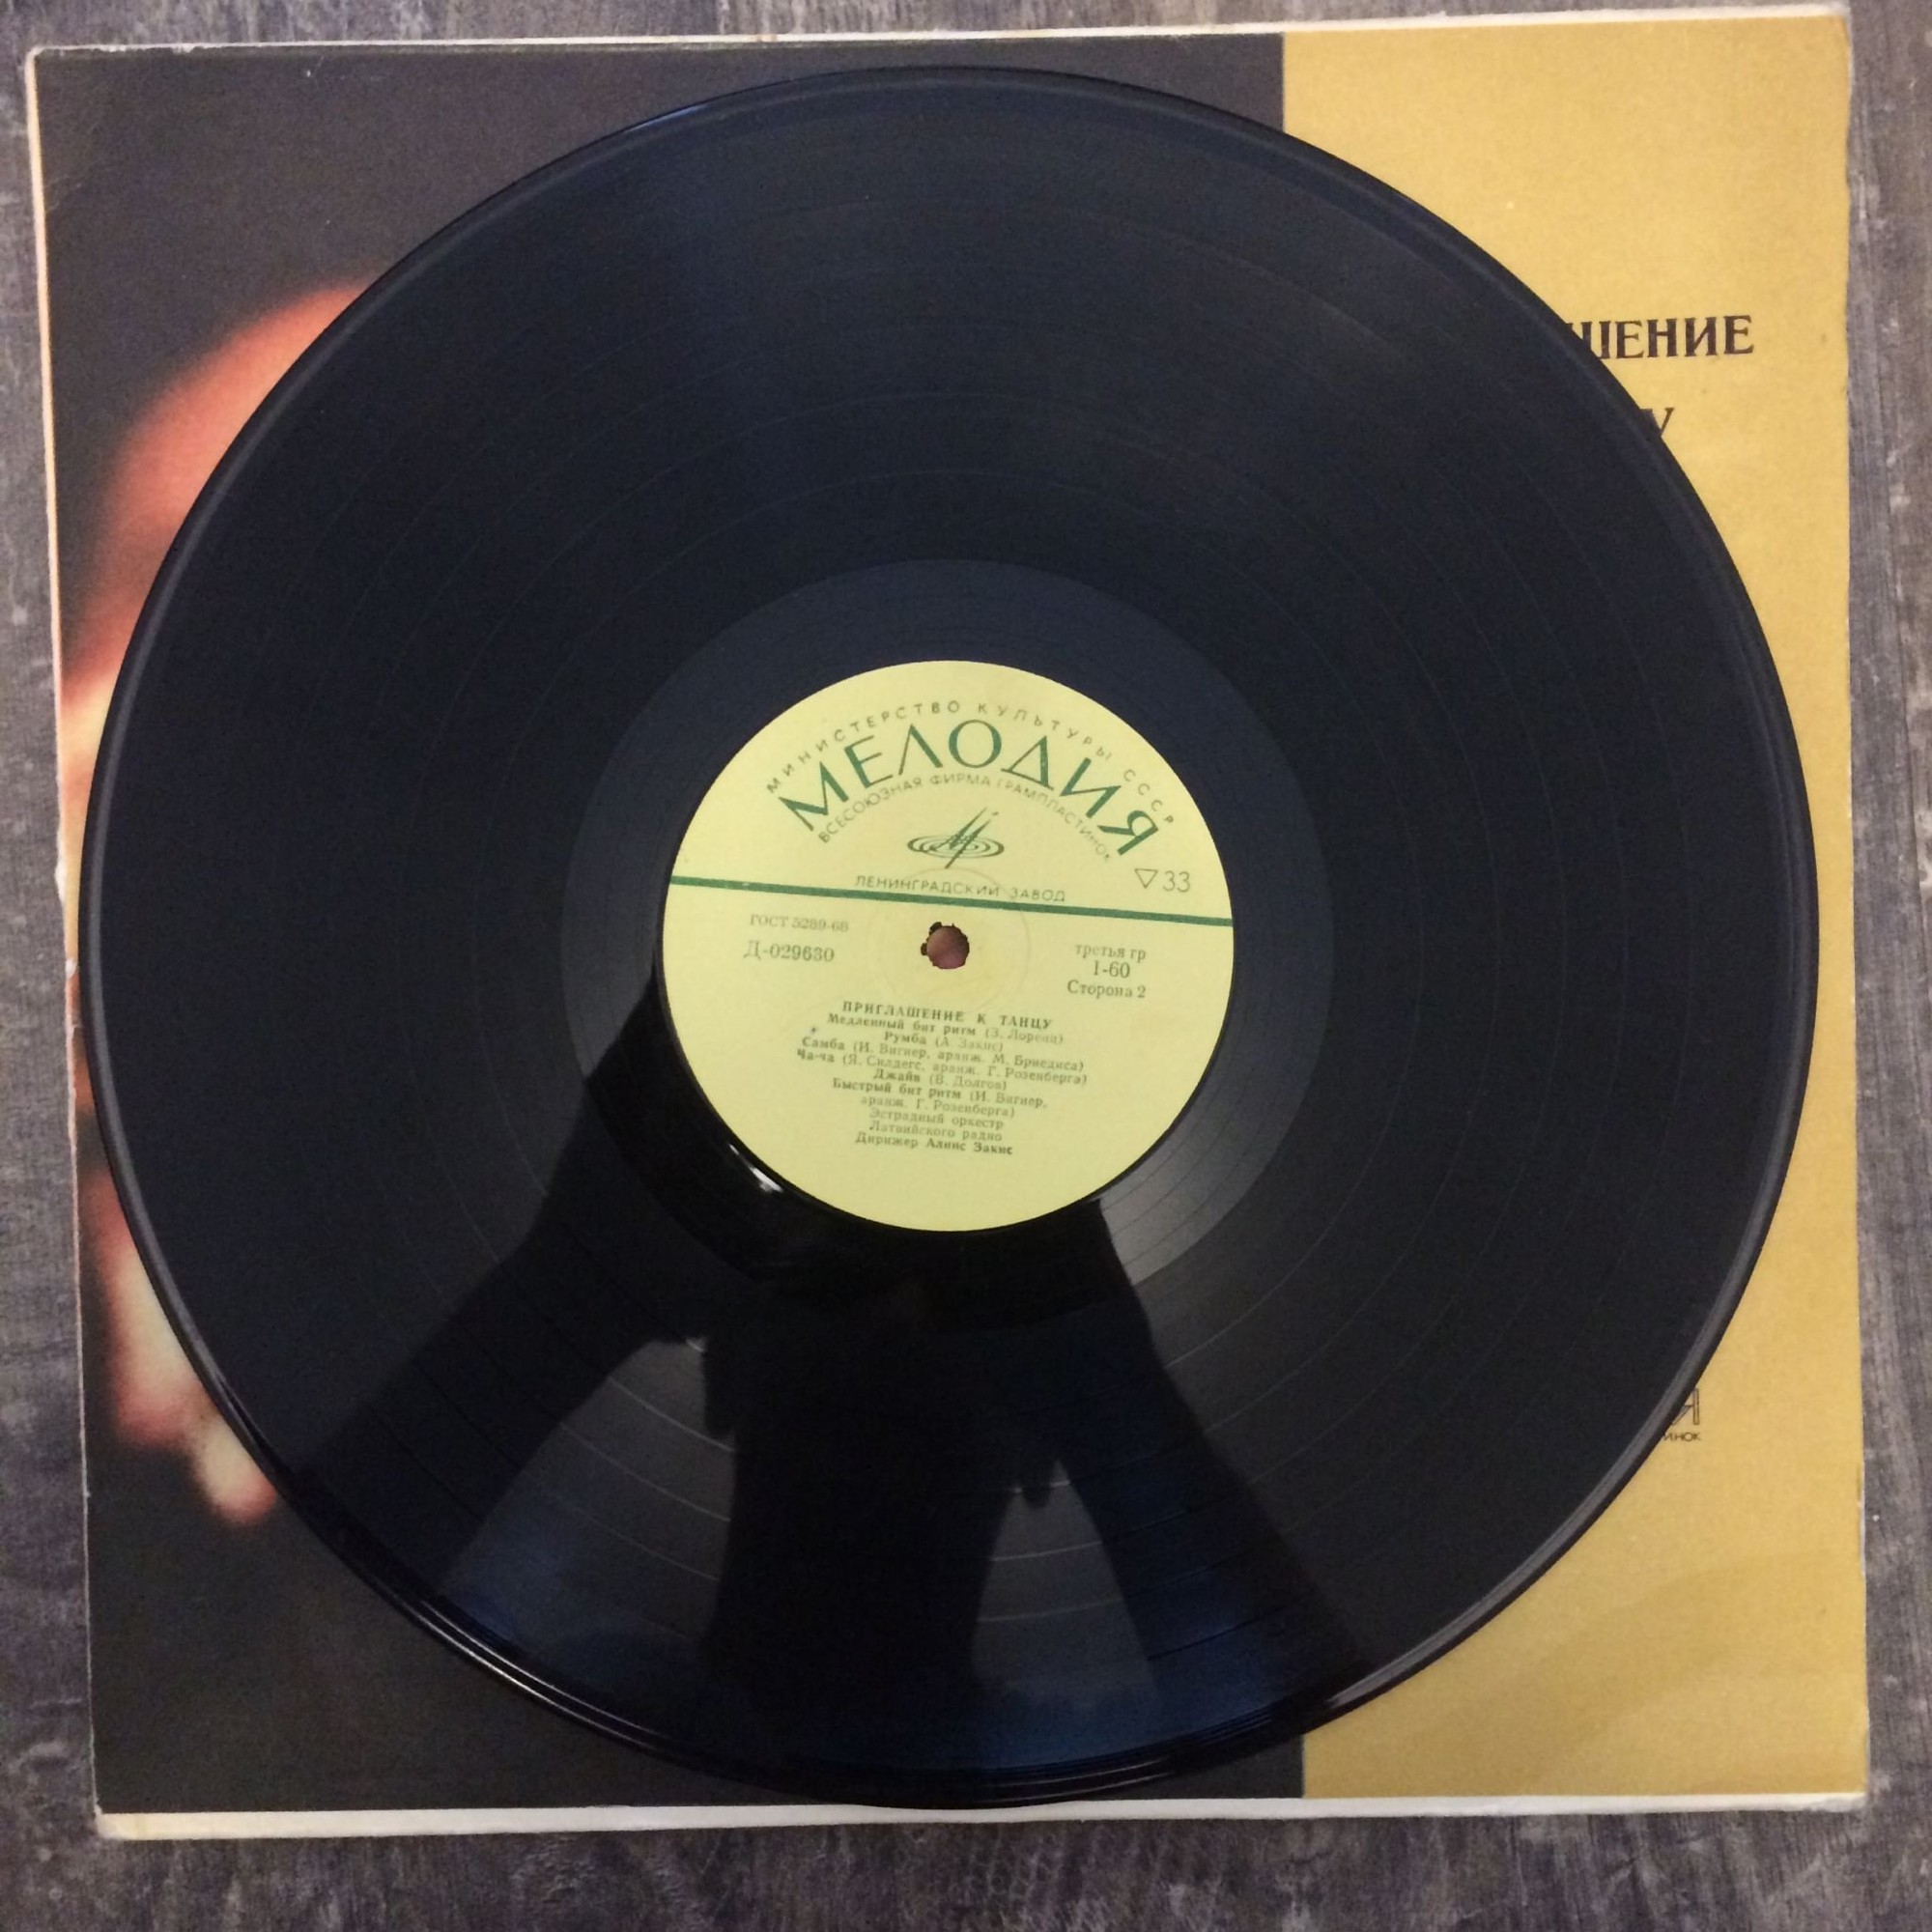 МИНИСТЕРСТВО КУЛЬТУРЫ СССР
МЕЛОДИЯ
ВСЕСОЮЗНАЯ ФИРМА ГРАМПЛАСТИНОК
ЛЕНИНГРАДСКИЙ ЗАВОД
33
ГОСТ 5289-68
Д-029630
третья гр
1-60
Сторона 2
ПРИГЛАШЕНИЕ К ТАНЦУ
Медленный бит ритм (З. Лоренц)
Румба (А. Закис)
Самба (И. Вигнер, аранж. М. Бриедиса)
Ча-ча (Я. Силдегс, аранж. Г. Розенберга)
Джайв (В. Долгов)
Быстрый бит ритм (И. Вигнер,
аранж. Г. Розенберга)
Эстрадный оркестр
Латвийского радио
Дирижер Алнис Закис
ШЕНИЕ
У
Я
ИНОК